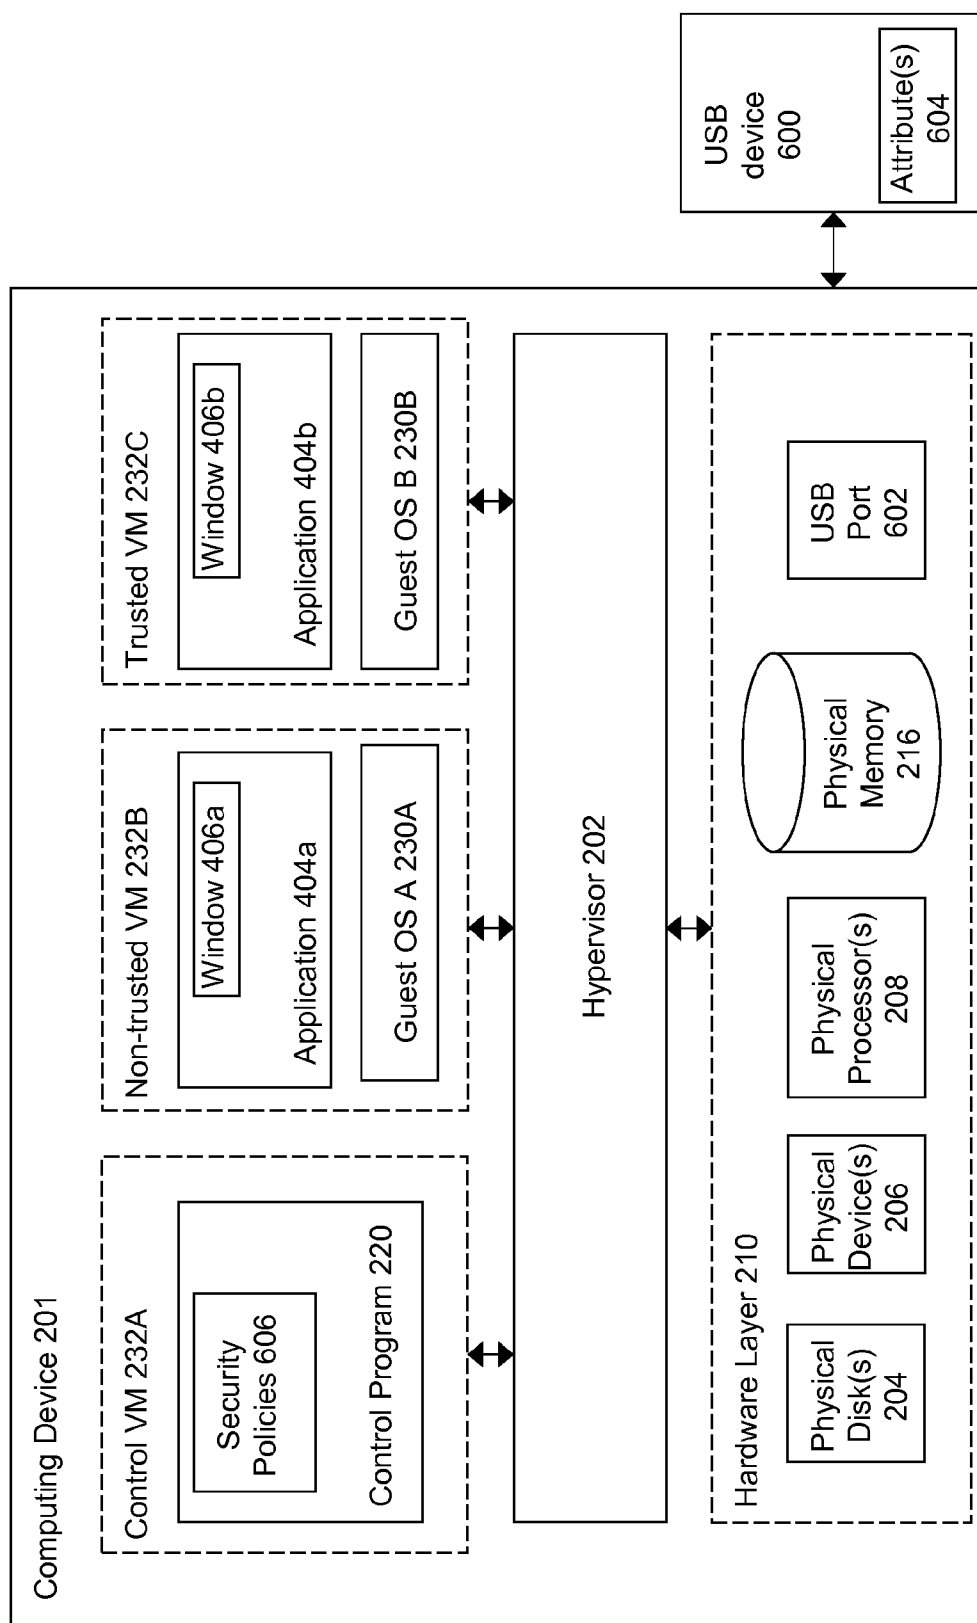 Computing Device 201
Control VM 232A
Security
Policies 606
Control Program 220
Non-trusted VM 232B
Window 406a
Application 404a
Guest OS A 230A
Trusted VM 232C
Window 406b
Application 404b
Guest OS B 230B
Hypervisor 202
Hardware Layer 210
Physical
Disk(s)
204
Physical
Device(s)
206
Physical
Processor(s)
208
Physical
Memory
216
USB
Port
602
USB
device
600
Attribute(s)
604